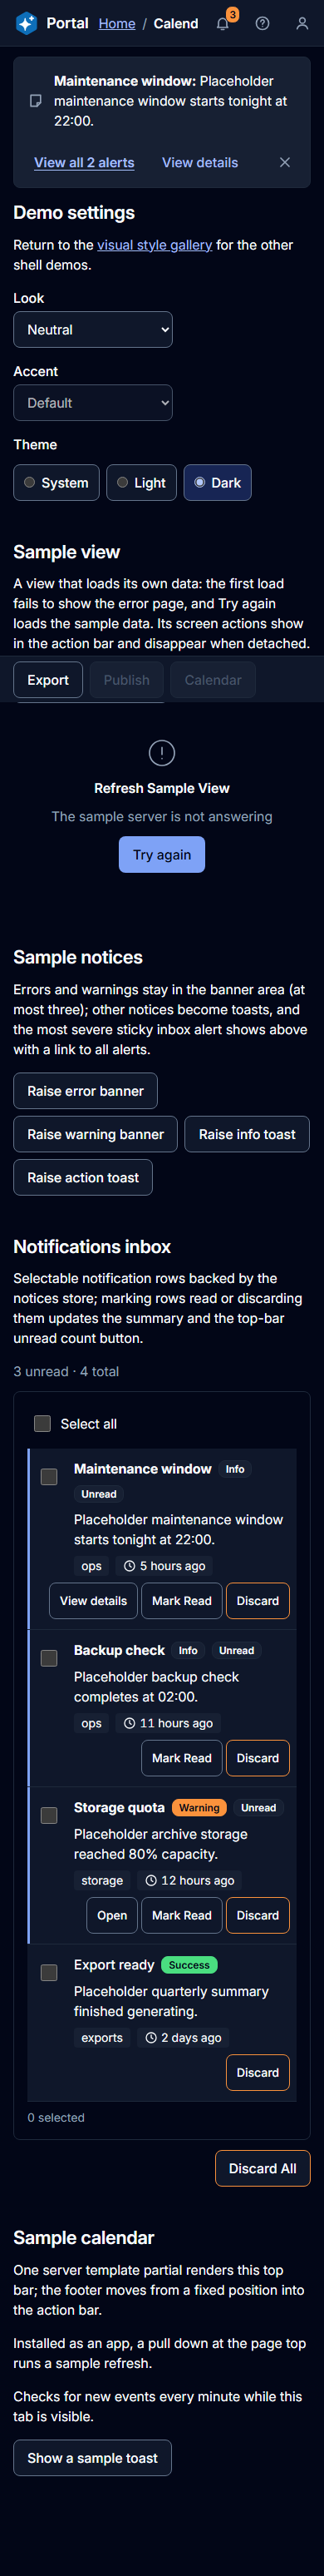 Portal Home / Calend 3
Maintenance window: Placeholder
maintenance window starts tonight at
22:00.
View all 2 alerts View details
Demo settings
Return to the visual style gallery for the other
shell demos.
Look
Neutral
Accent
Default
Theme
System Light Dark
Sample view
A view that loads its own data: the first load
fails to show the error page, and Try again
loads the sample data. Its screen actions show
in the action bar and disappear when detached.
Export Publish Calendar
Refresh Sample View
The sample server is not answering
Try again
Sample notices
Errors and warnings stay in the banner area (at
most three); other notices become toasts, and
the most severe sticky inbox alert shows above
with a link to all alerts.
Raise error banner
Raise warning banner Raise info toast
Raise action toast
Notifications inbox
Selectable notification rows backed by the
notices store; marking rows read or discarding
them updates the summary and the top-bar
unread count button.
3 unread · 4 total
Select all
Maintenance window Info
Unread
Placeholder maintenance window
starts tonight at 22:00.
ops 5 hours ago
View details Mark Read Discard
Backup check Info Unread
Placeholder backup check
completes at 02:00.
ops 11 hours ago
Mark Read Discard
Storage quota Warning Unread
Placeholder archive storage
reached 80% capacity.
storage 12 hours ago
Open Mark Read Discard
Export ready Success
Placeholder quarterly summary
finished generating.
exports 2 days ago
Discard
0 selected
Discard All
Sample calendar
One server template partial renders this top
bar; the footer moves from a fixed position into
the action bar.
Installed as an app, a pull down at the page top
runs a sample refresh.
Checks for new events every minute while this
tab is visible.
Show a sample toast